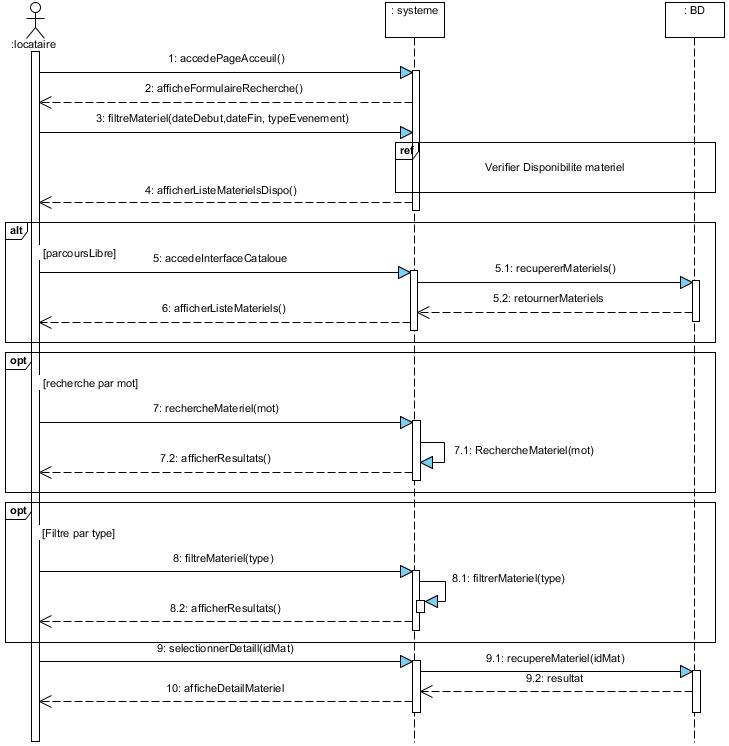 : systeme
: BD
:locataire
1: accedePageAcceuil()
2: afficheFormulaireRecherche()
3: filtreMateriel(dateDebut,dateFin, typeEvenement)
ref
Verifier Disponibilite materiel
4: afficherListeMaterielsDispo()
alt
[parcoursLibre]
5: accedeInterfaceCataloue
5.1: recupererMateriels()
5.2: retournerMateriels
6: afficherListeMateriels()
opt
[recherche par mot]
7: rechercheMateriel(mot)
7.1: RechercheMateriel(mot)
7.2: afficherResultats()
opt
[Filtre par type]
8: filtreMateriel(type)
8.1: filtrerMateriel(type)
8.2: afficherResultats()
9: selectionnerDetaill(idMat)
9.1: recupereMateriel(idMat)
9.2: resultat
10: afficheDetailMateriel